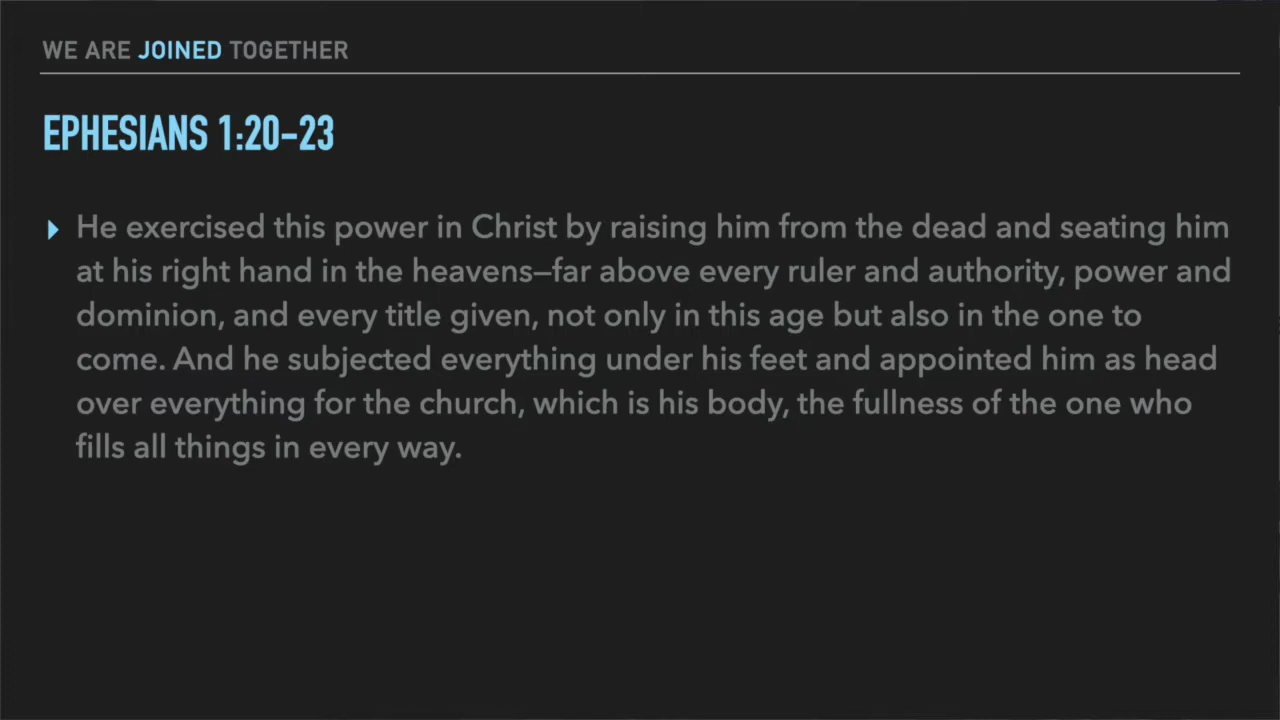 WE ARE JOINED TOGETHER
EPHESIANS 1:20-23
He exercised this power in Christ by raising him from the dead and seating him
at his right hand in the heavens—far above every ruler and authority, power and
dominion, and every title given, not only in this age but also in the one to
come. And he subjected everything under his feet and appointed him as head
over everything for the church, which is his body, the fullness of the one who
fills all things in every way.